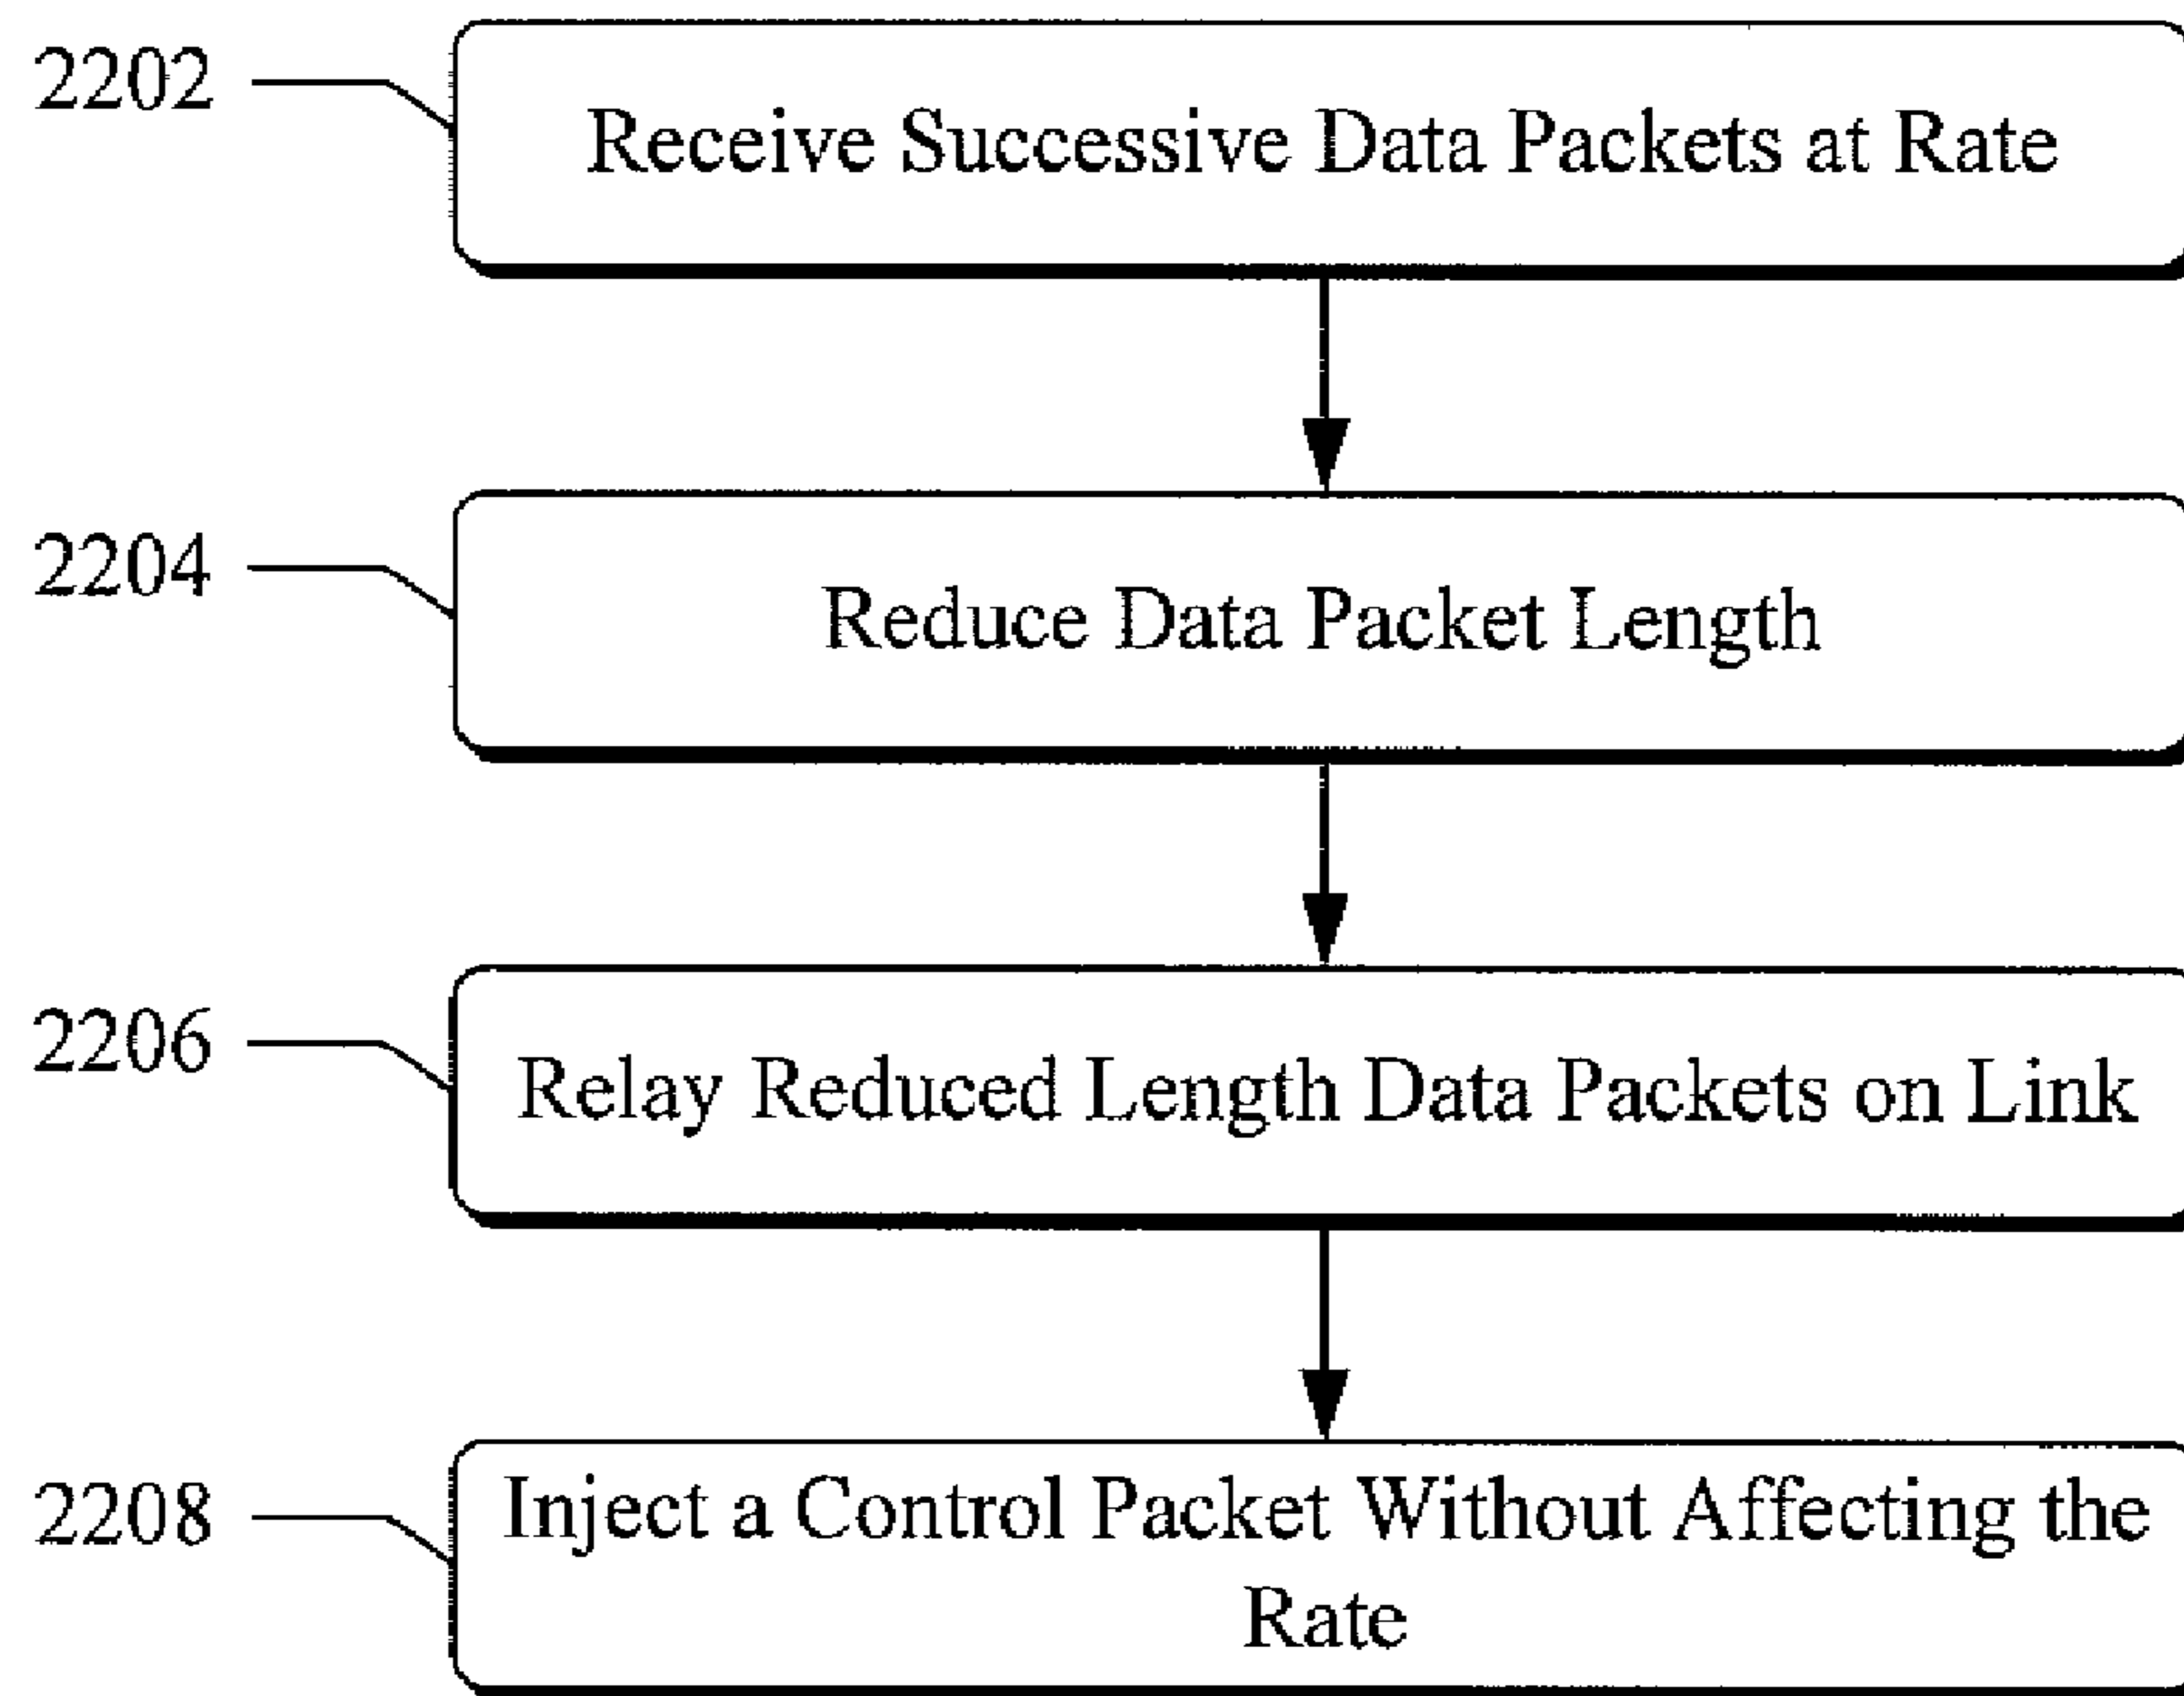 2202
Receive Successive Data Packets at Rate
2204
Reduce Data Packet Length
2206
Relay Reduced Length Data Packets on Link
2208
Inject a Control Packet Without Affecting the
Rate